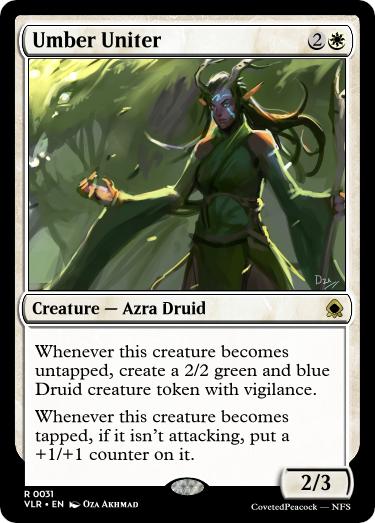 Umber Uniter
2
Dza
Creature — Azra Druid
Whenever this creature becomes
untapped, create a 2/2 green and blue
Druid creature token with vigilance.
Whenever this creature becomes
tapped, if it isn't attacking, put a
+1/+1 counter on it.
2/3
R 0031
VLR • EN Oza Akhmad
CovetedPeacock — NFS